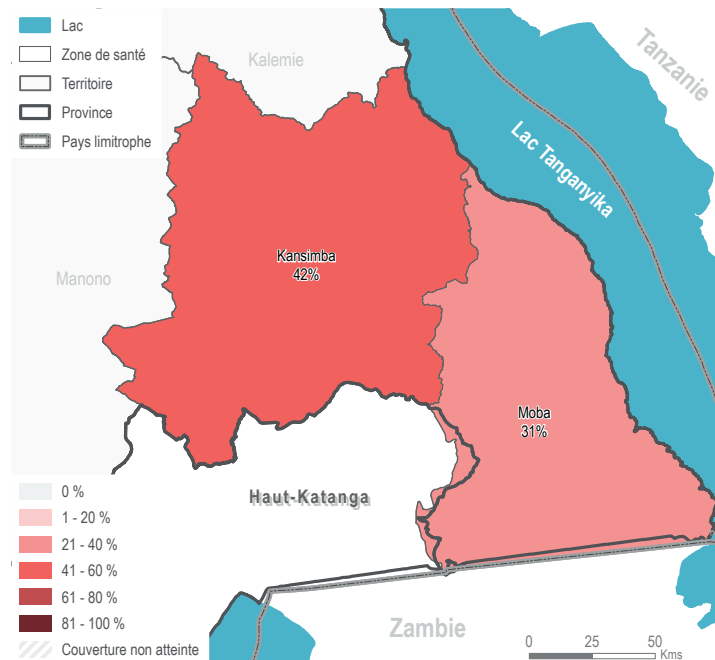 Lac
Zone de santé
Territoire
Province
Pays limitrophe
Kalemie
Tanzanie
Lac Tanganyika
Kansimba
42%
Manono
Moba
31%
Haut-Katanga
0 %
1 - 20 %
21 - 40 %
41 - 60 %
61 - 80 %
81 - 100 %
Couverture non atteinte
Zambie
0 25 50
Kms